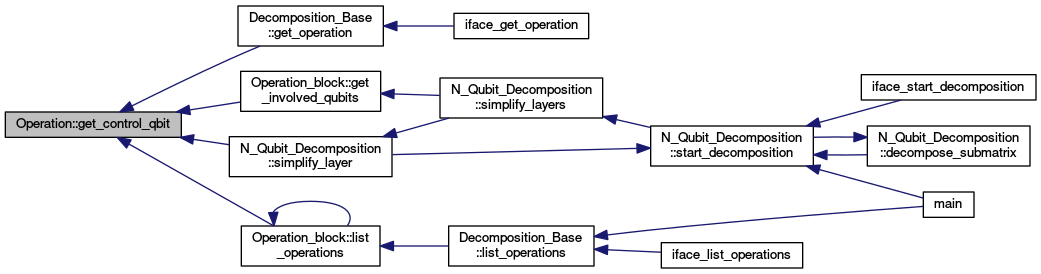 Operation::get_control_qbit
Decomposition_Base
::get_operation
iface_get_operation
Operation_block::get
_involved_qubits
N_Qubit_Decomposition
::simplify_layers
N_Qubit_Decomposition
::simplify_layer
N_Qubit_Decomposition
::start_decomposition
iface_start_decomposition
N_Qubit_Decomposition
::decompose_submatrix
main
Operation_block::list
_operations
Decomposition_Base
::list_operations
iface_list_operations